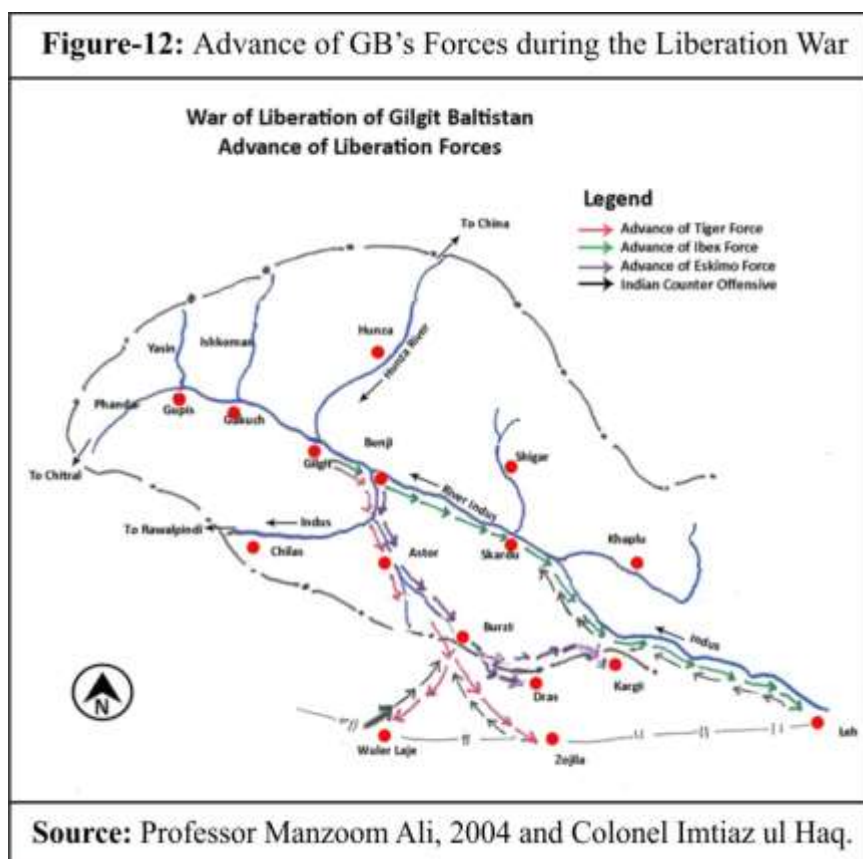 Figure-12: Advance of GB's Forces during the Liberation War
War of Liberation of Gilgit Baltistan
Advance of Liberation Forces
Legend
Advance of Tiger Force
Advance of Ibex Force
Advance of Eskimo Force
Indian Counter Offensive
To China
Hunza
Hunza River
Yasin
Ishkoman
Phandar
Gupis
Gakuch
To Chitral
Gilgit
Bonji
Shigar
River Indus
To Rawalpindi
Indus
Chilas
Astor
Skardu
Khaplu
Burzil
Indus
Dras
Kargil
N
Wuler Laje
Zojila
Leh
Source: Professor Manzoom Ali, 2004 and Colonel Imtiaz ul Haq.